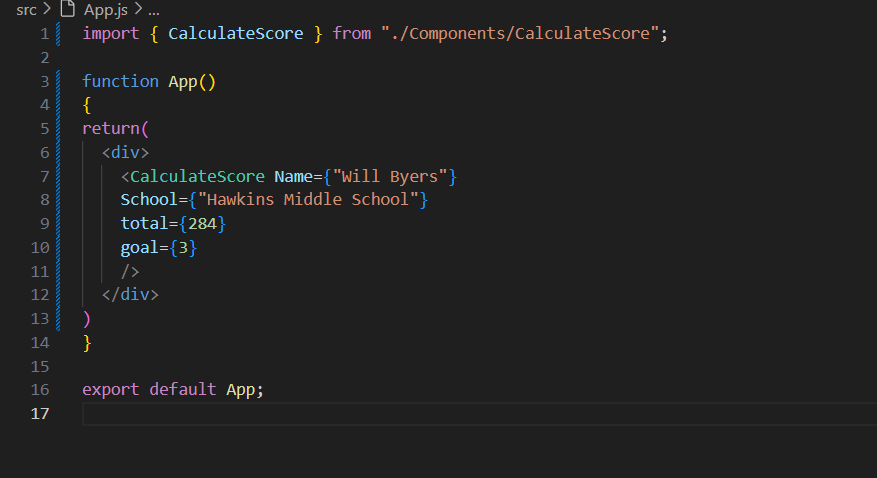 src > App.js > ...
1 import { CalculateScore } from "./Components/CalculateScore";
2
3 function App()
4 {
5 return(
6   <div>
7     <CalculateScore Name={"Will Byers"}
8     School={"Hawkins Middle School"}
9     total={284}
10     goal={3}
11     />
12   </div>
13 )
14 }
15
16 export default App;
17